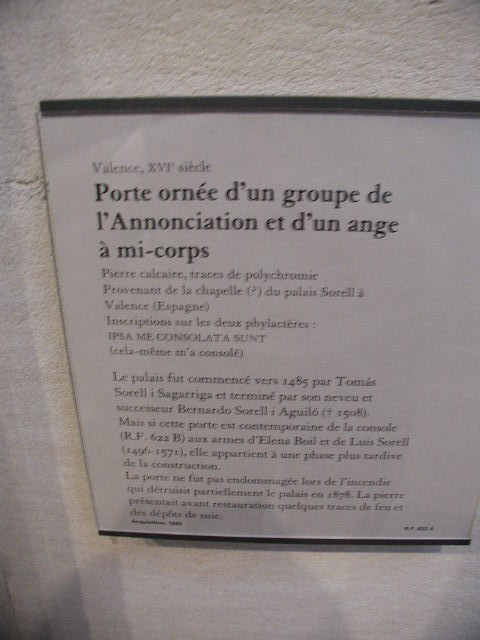 Valence, XVIe siècle
Porte ornée d'un groupe de
l'Annonciation et d'un ange
à mi-corps
Pierre calcaire, traces de polychromie
Provenant de la chapelle (?) du palais Sorell à
Valence (Espagne)
Inscriptions sur les deux phylactères :
IPSA ME CONSOLATA SUNT
(cela-même m'a consolé)
Le palais fut commencé vers 1485 par Tomás
Sorell i Sagarriga et terminé par son neveu et
successeur Bernardo Sorell i Aguiló († 1508).
Mais si cette porte est contemporaine de la console
(R.F. 622 B) aux armes d'Elena Boil et de Luis Sorell
(1496-1571), elle appartient à une phase plus tardive
de la construction.
La porte ne fut pas endommagée lors de l'incendie
qui détruisit partiellement le palais en 1878. La pierre
présentait avant restauration quelques traces de feu et
des dépôts de suie.
Acquisition, 1883 R.F. 622 A